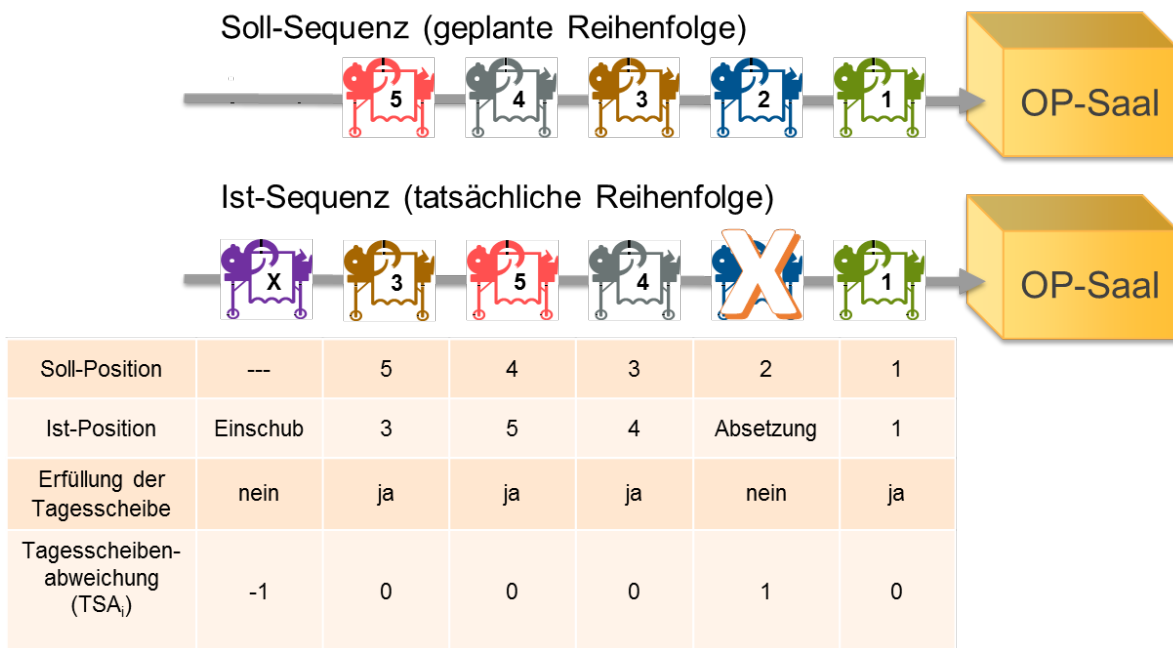 Soll-Sequenz (geplante Reihenfolge)
5 4 3 2 1 OP-Saal
Ist-Sequenz (tatsächliche Reihenfolge)
X 3 5 4 X 1 OP-Saal
Soll-Position --- 5 4 3 2 1
Ist-Position Einschub 3 5 4 Absetzung 1
Erfüllung der
Tagesscheibe nein ja ja ja nein ja
Tagesscheiben-
abweichung
(TSAi) -1 0 0 0 1 0